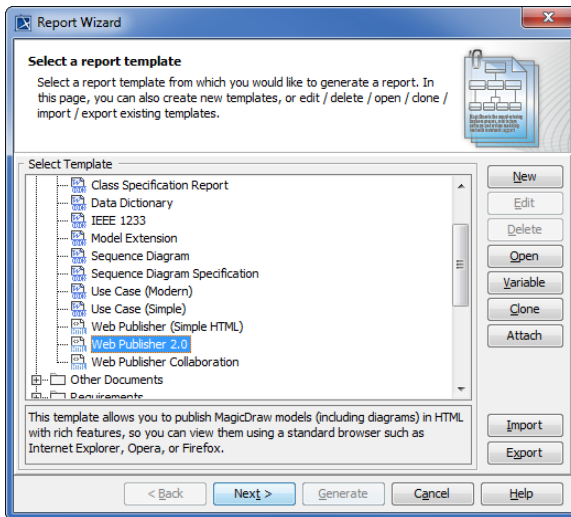 Report Wizard
Select a report template
Select a report template from which you would like to generate a report. In
this page, you can also create new templates, or edit / delete / open / clone /
import / export existing templates.
Select Template
Class Specification Report
Data Dictionary
IEEE 1233
Model Extension
Sequence Diagram
Sequence Diagram Specification
Use Case (Modern)
Use Case (Simple)
Web Publisher (Simple HTML)
Web Publisher 2.0
Web Publisher Collaboration
Other Documents
Requirements
New
Edit
Delete
Open
Variable
Clone
Attach
This template allows you to publish MagicDraw models (including diagrams) in HTML
with rich features, so you can view them using a standard browser such as
Internet Explorer, Opera, or Firefox.
Import
Export
< Back
Next >
Generate
Cancel
Help